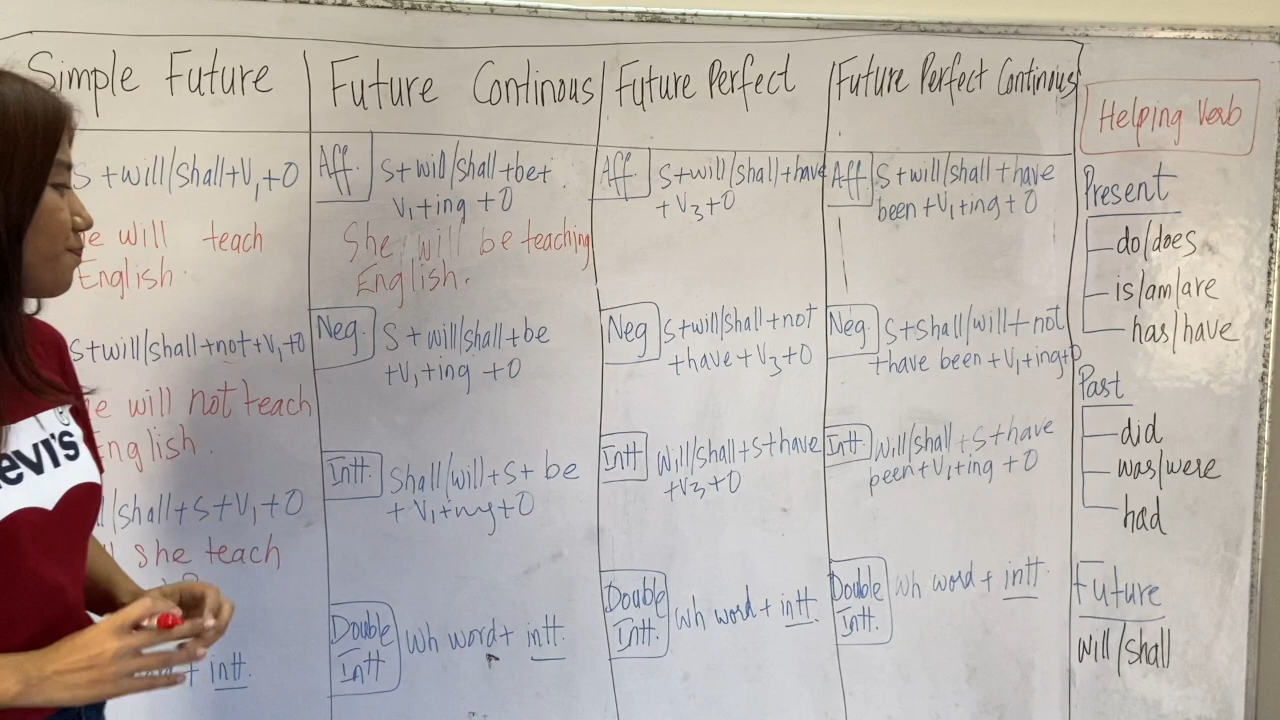 Simple Future
S+will/shall+V1+O
will teach
English.
S+will/shall+not+V1+O
will not teach
English.
/shall+S+V1+O
she teach
+ intt.
Future Continous
Aff. S+will/shall+be+
V1+ing +O
She will be teaching
English.
Neg. S + will/shall+be
+V1+ing +O
Intt. Shall/will+S+ be
+ V1+ing+O
Double Wh word+ intt.
Intt
Future Perfect
Aff. S+will/shall+have
+V3+O
Neg S+will/shall+not
+have+V3+O
Intt Will/shall+S+have
+V3+O
Double Wh word+ intt.
Intt.
Future Perfect Continous
Aff. S+will/shall+have
been+V1+ing+O
Neg. S+shall/will+not
+have been+V1+ing+O
Intt. Will/shall+S+have
been+V1+ing +O
Double Wh word+ intt.
Intt.
Helping Verb
Present
do/does
is/am/are
has/have
Past
did
was/were
had
Future
will/shall
evi's